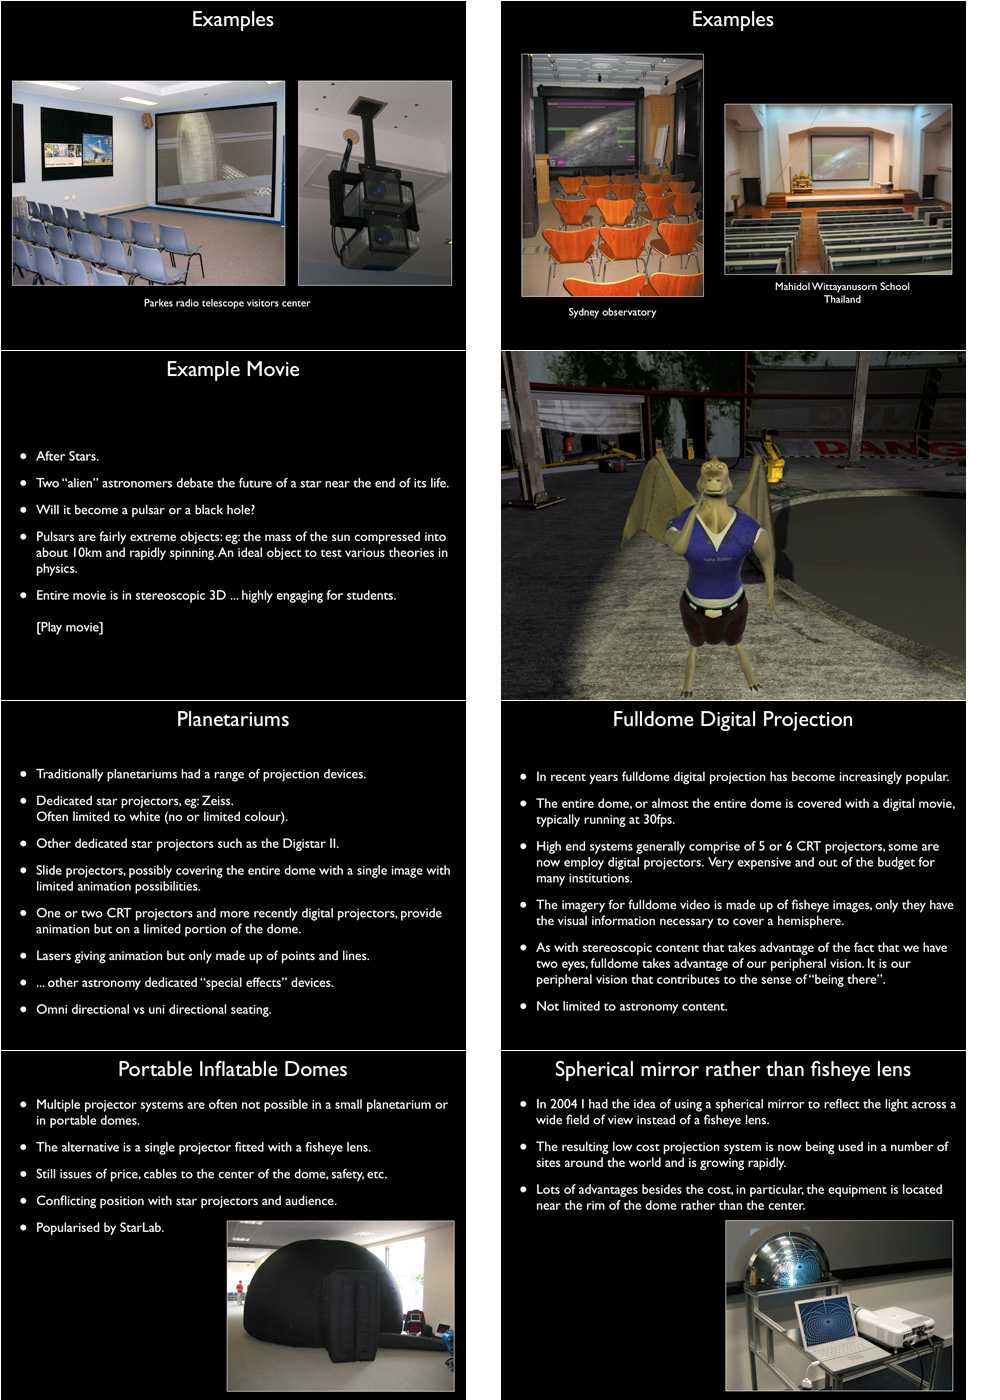 Examples
Parkes radio telescope visitors center
Examples
Sydney observatory
Mahidol Wittayanusorn School
Thailand
Example Movie
• After Stars.
• Two “alien” astronomers debate the future of a star near the end of its life.
• Will it become a pulsar or a black hole?
• Pulsars are fairly extreme objects: eg: the mass of the sun compressed into
about 10km and rapidly spinning. An ideal object to test various theories in
physics.
• Entire movie is in stereoscopic 3D ... highly engaging for students.
[Play movie]
DANG
Planetariums
• Traditionally planetariums had a range of projection devices.
• Dedicated star projectors, eg: Zeiss.
Often limited to white (no or limited colour).
• Other dedicated star projectors such as the Digistar II.
• Slide projectors, possibly covering the entire dome with a single image with
limited animation possibilities.
• One or two CRT projectors and more recently digital projectors, provide
animation but on a limited portion of the dome.
• Lasers giving animation but only made up of points and lines.
• ... other astronomy dedicated “special effects” devices.
• Omni directional vs uni directional seating.
Fulldome Digital Projection
• In recent years fulldome digital projection has become increasingly popular.
• The entire dome, or almost the entire dome is covered with a digital movie,
typically running at 30fps.
• High end systems generally comprise of 5 or 6 CRT projectors, some are
now employ digital projectors. Very expensive and out of the budget for
many institutions.
• The imagery for fulldome video is made up of fisheye images, only they have
the visual information necessary to cover a hemisphere.
• As with stereoscopic content that takes advantage of the fact that we have
two eyes, fulldome takes advantage of our peripheral vision. It is our
peripheral vision that contributes to the sense of “being there”.
• Not limited to astronomy content.
Portable Inflatable Domes
• Multiple projector systems are often not possible in a small planetarium or
in portable domes.
• The alternative is a single projector fitted with a fisheye lens.
• Still issues of price, cables to the center of the dome, safety, etc.
• Conflicting position with star projectors and audience.
• Popularised by StarLab.
Spherical mirror rather than fisheye lens
• In 2004 I had the idea of using a spherical mirror to reflect the light across a
wide field of view instead of a fisheye lens.
• The resulting low cost projection system is now being used in a number of
sites around the world and is growing rapidly.
• Lots of advantages besides the cost, in particular, the equipment is located
near the rim of the dome rather than the center.